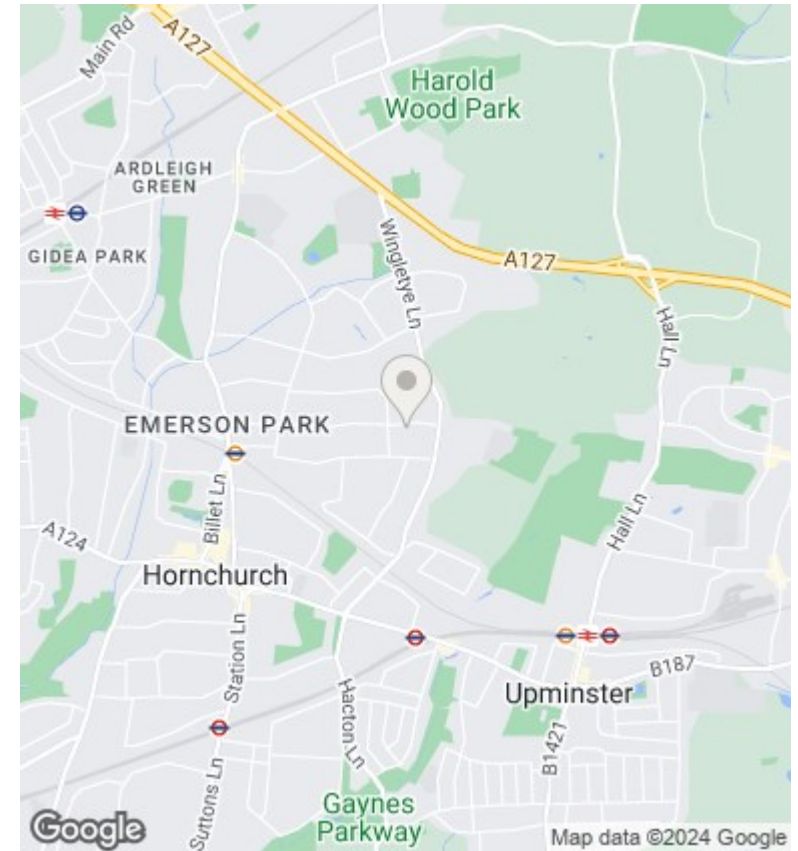 Main Rd
A127
Harold
Wood Park
ARDLEIGH
GREEN
GIDEA PARK
Wingletye Ln
A127
Hall Ln
EMERSON PARK
Billet Ln
A124
Hall Ln
Hornchurch
Station Ln
Hacton Ln
B187
Upminster
B1421
Suttons Ln
Gaynes
Parkway
Google
Map data ©2024 Google